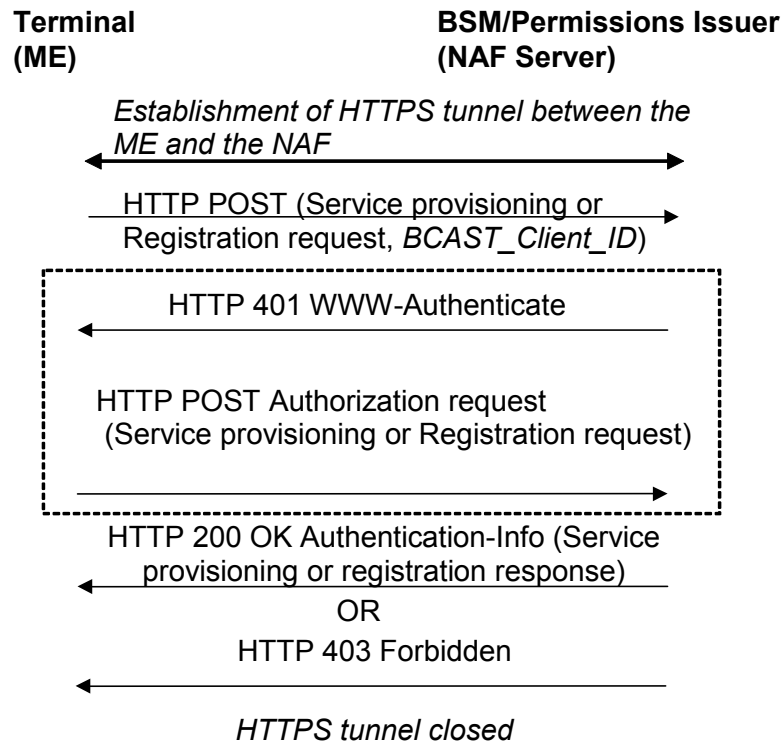 Terminal
(ME)
BSM/Permissions Issuer
(NAF Server)
Establishment of HTTPS tunnel between the
ME and the NAF
HTTP POST (Service provisioning or
Registration request, BCAST_Client_ID)
HTTP 401 WWW-Authenticate
HTTP POST Authorization request
(Service provisioning or Registration request)
HTTP 200 OK Authentication-Info (Service
provisioning or registration response)
OR
HTTP 403 Forbidden
HTTPS tunnel closed